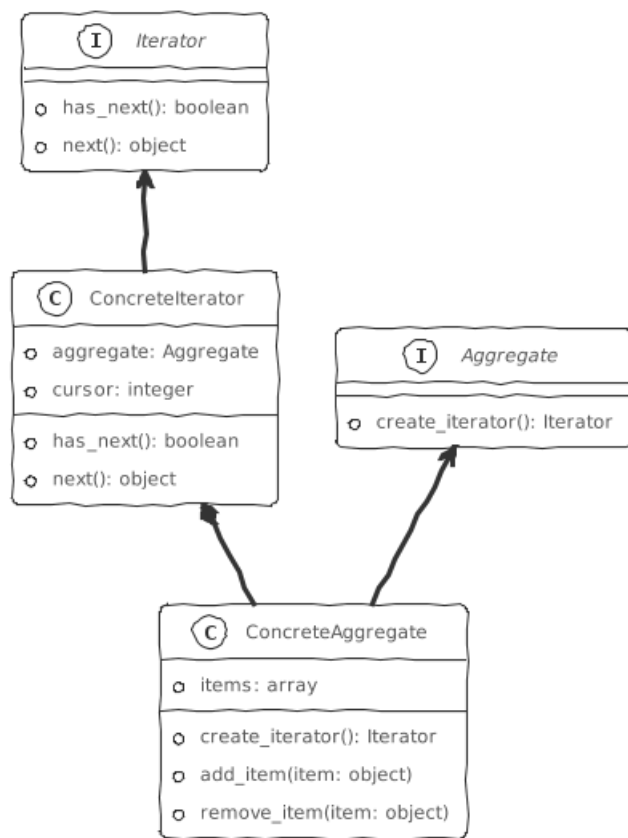 I Iterator
has_next(): boolean
next(): object
C ConcreteIterator
aggregate: Aggregate
cursor: integer
has_next(): boolean
next(): object
I Aggregate
create_iterator(): Iterator
C ConcreteAggregate
items: array
create_iterator(): Iterator
add_item(item: object)
remove_item(item: object)